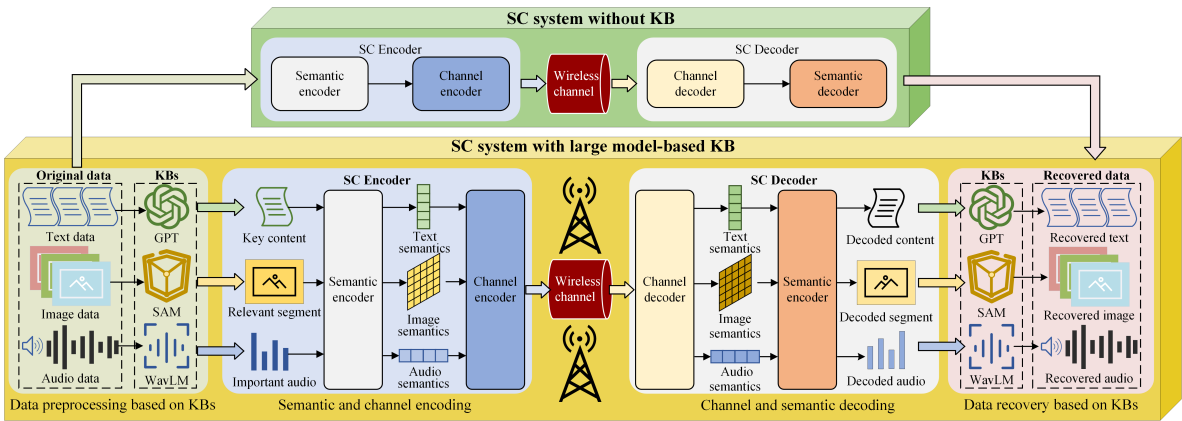 SC system without KB
SC Encoder
Semantic
encoder
Channel
encoder
Wireless
channel
SC Decoder
Channel
decoder
Semantic
decoder
SC system with large model-based KB
Original data
Text data
Image data
Audio data
KBs
GPT
SAM
WavLM
Data preprocessing based on KBs
SC Encoder
Key content
Relevant segment
Important audio
Semantic
encoder
Text
semantics
Image
semantics
Audio
semantics
Channel
encoder
Semantic and channel encoding
Wireless
channel
SC Decoder
Channel
decoder
Text
semantics
Image
semantics
Audio
semantics
Semantic
encoder
Decoded content
Decoded segment
Decoded audio
Channel and semantic decoding
KBs
GPT
SAM
WavLM
Recovered data
Recovered text
Recovered image
Recovered audio
Data recovery based on KBs